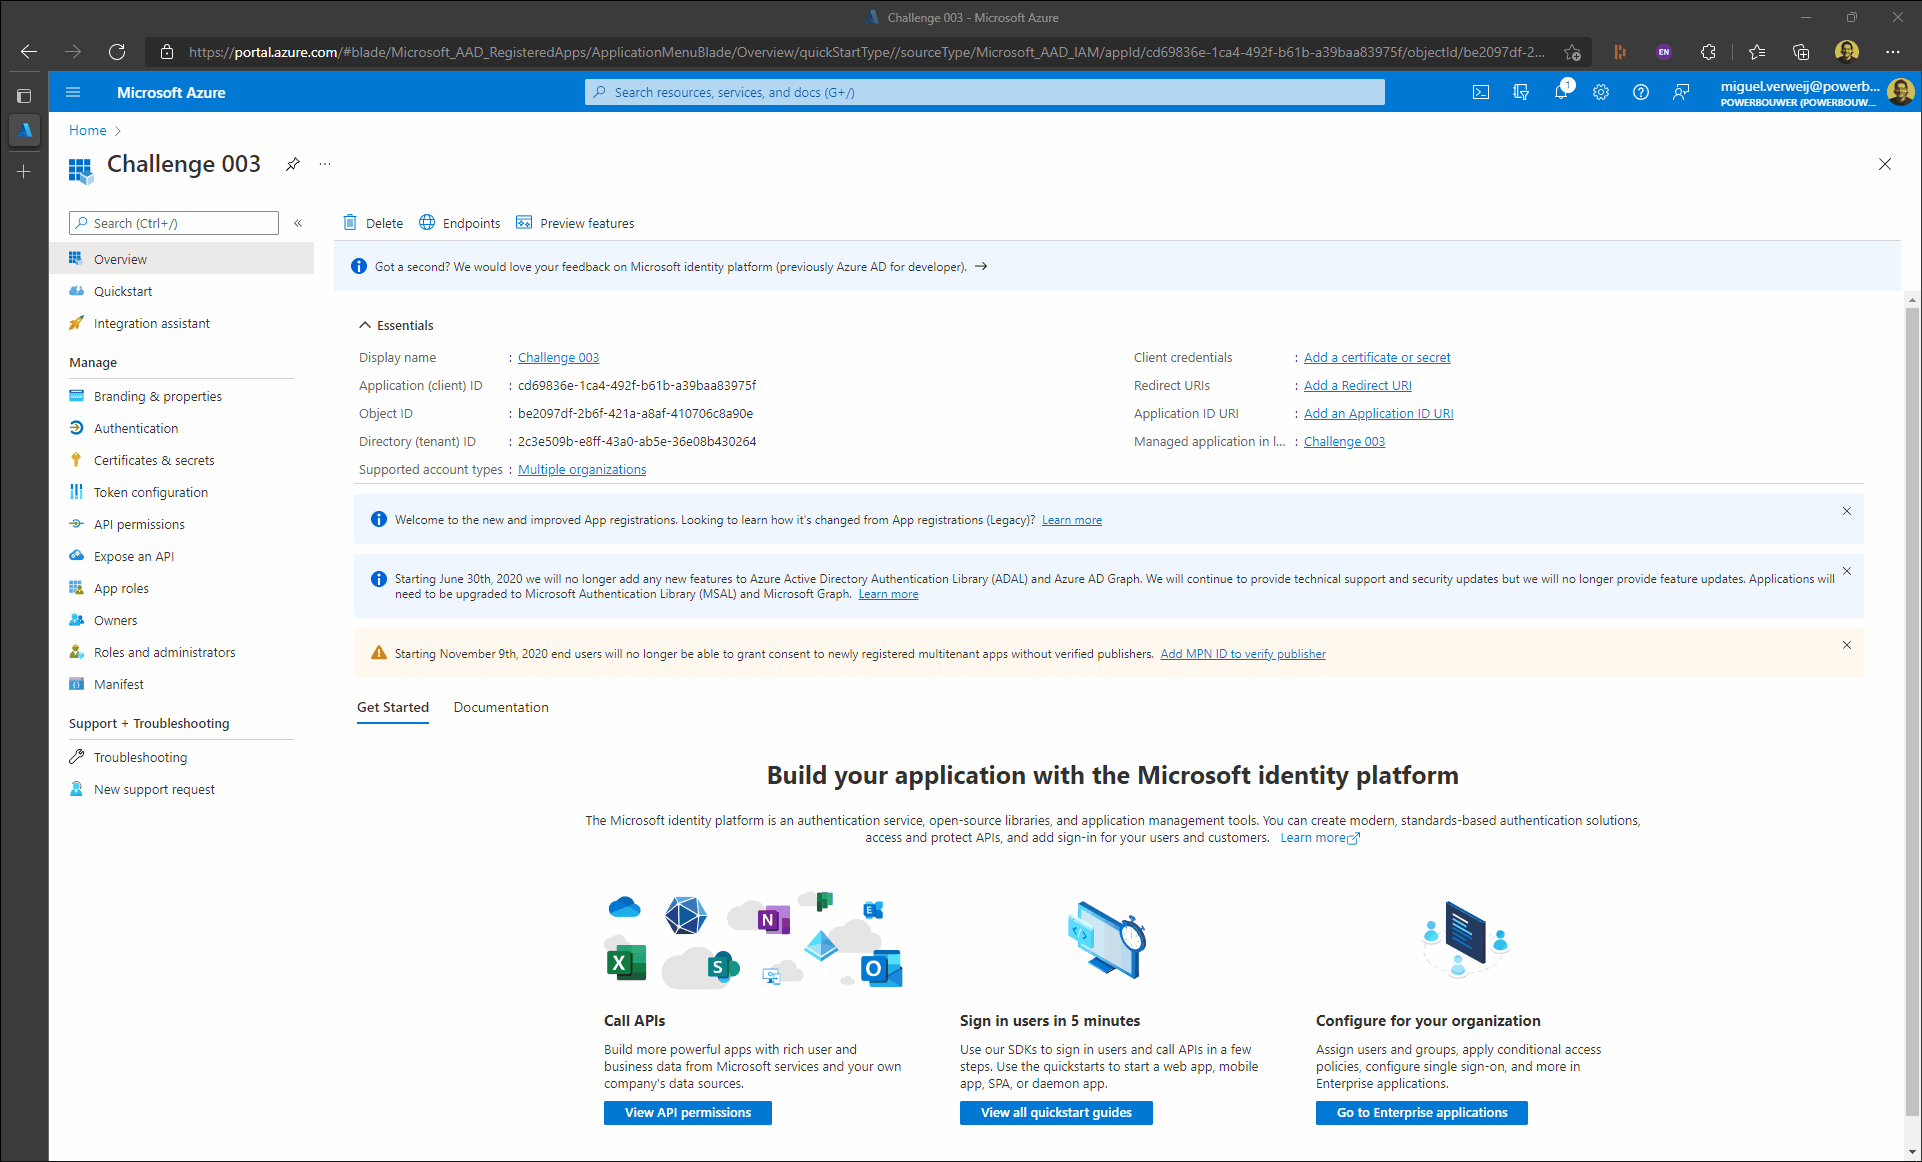 Challenge 003 - Microsoft Azure
https://portal.azure.com/#blade/Microsoft_AAD_RegisteredApps/ApplicationMenuBlade/Overview/quickStartType//sourceType/Microsoft_AAD_IAM/appId/cd69836e-1ca4-492f-b61b-a39baa83975f/objectId/be2097df-2...
EN
Microsoft Azure
Search resources, services, and docs (G+/)
1
miguel.verweij@powerb...
POWERBOUWER (POWERBOUW...
Home
Challenge 003
...
Search (Ctrl+/)
«
Delete
Endpoints
Preview features
Overview
Quickstart
Integration assistant
Manage
Branding & properties
Authentication
Certificates & secrets
Token configuration
API permissions
Expose an API
App roles
Owners
Roles and administrators
Manifest
Support + Troubleshooting
Troubleshooting
New support request
Got a second? We would love your feedback on Microsoft identity platform (previously Azure AD for developer). →
Essentials
Display name : Challenge 003
Application (client) ID : cd69836e-1ca4-492f-b61b-a39baa83975f
Object ID : be2097df-2b6f-421a-a8af-410706c8a90e
Directory (tenant) ID : 2c3e509b-e8ff-43a0-ab5e-36e08b430264
Supported account types : Multiple organizations
Client credentials : Add a certificate or secret
Redirect URIs : Add a Redirect URI
Application ID URI : Add an Application ID URI
Managed application in l... : Challenge 003
Welcome to the new and improved App registrations. Looking to learn how it's changed from App registrations (Legacy)? Learn more
Starting June 30th, 2020 we will no longer add any new features to Azure Active Directory Authentication Library (ADAL) and Azure AD Graph. We will continue to provide technical support and security updates but we will no longer provide feature updates. Applications will
need to be upgraded to Microsoft Authentication Library (MSAL) and Microsoft Graph. Learn more
Starting November 9th, 2020 end users will no longer be able to grant consent to newly registered multitenant apps without verified publishers. Add MPN ID to verify publisher
Get Started
Documentation
Build your application with the Microsoft identity platform
The Microsoft identity platform is an authentication service, open-source libraries, and application management tools. You can create modern, standards-based authentication solutions,
access and protect APIs, and add sign-in for your users and customers. Learn more
N
E
X
S
O
Call APIs
Build more powerful apps with rich user and
business data from Microsoft services and your own
company's data sources.
View API permissions
Sign in users in 5 minutes
Use our SDKs to sign in users and call APIs in a few
steps. Use the quickstarts to start a web app, mobile
app, SPA, or daemon app.
View all quickstart guides
Configure for your organization
Assign users and groups, apply conditional access
policies, configure single sign-on, and more in
Enterprise applications.
Go to Enterprise applications